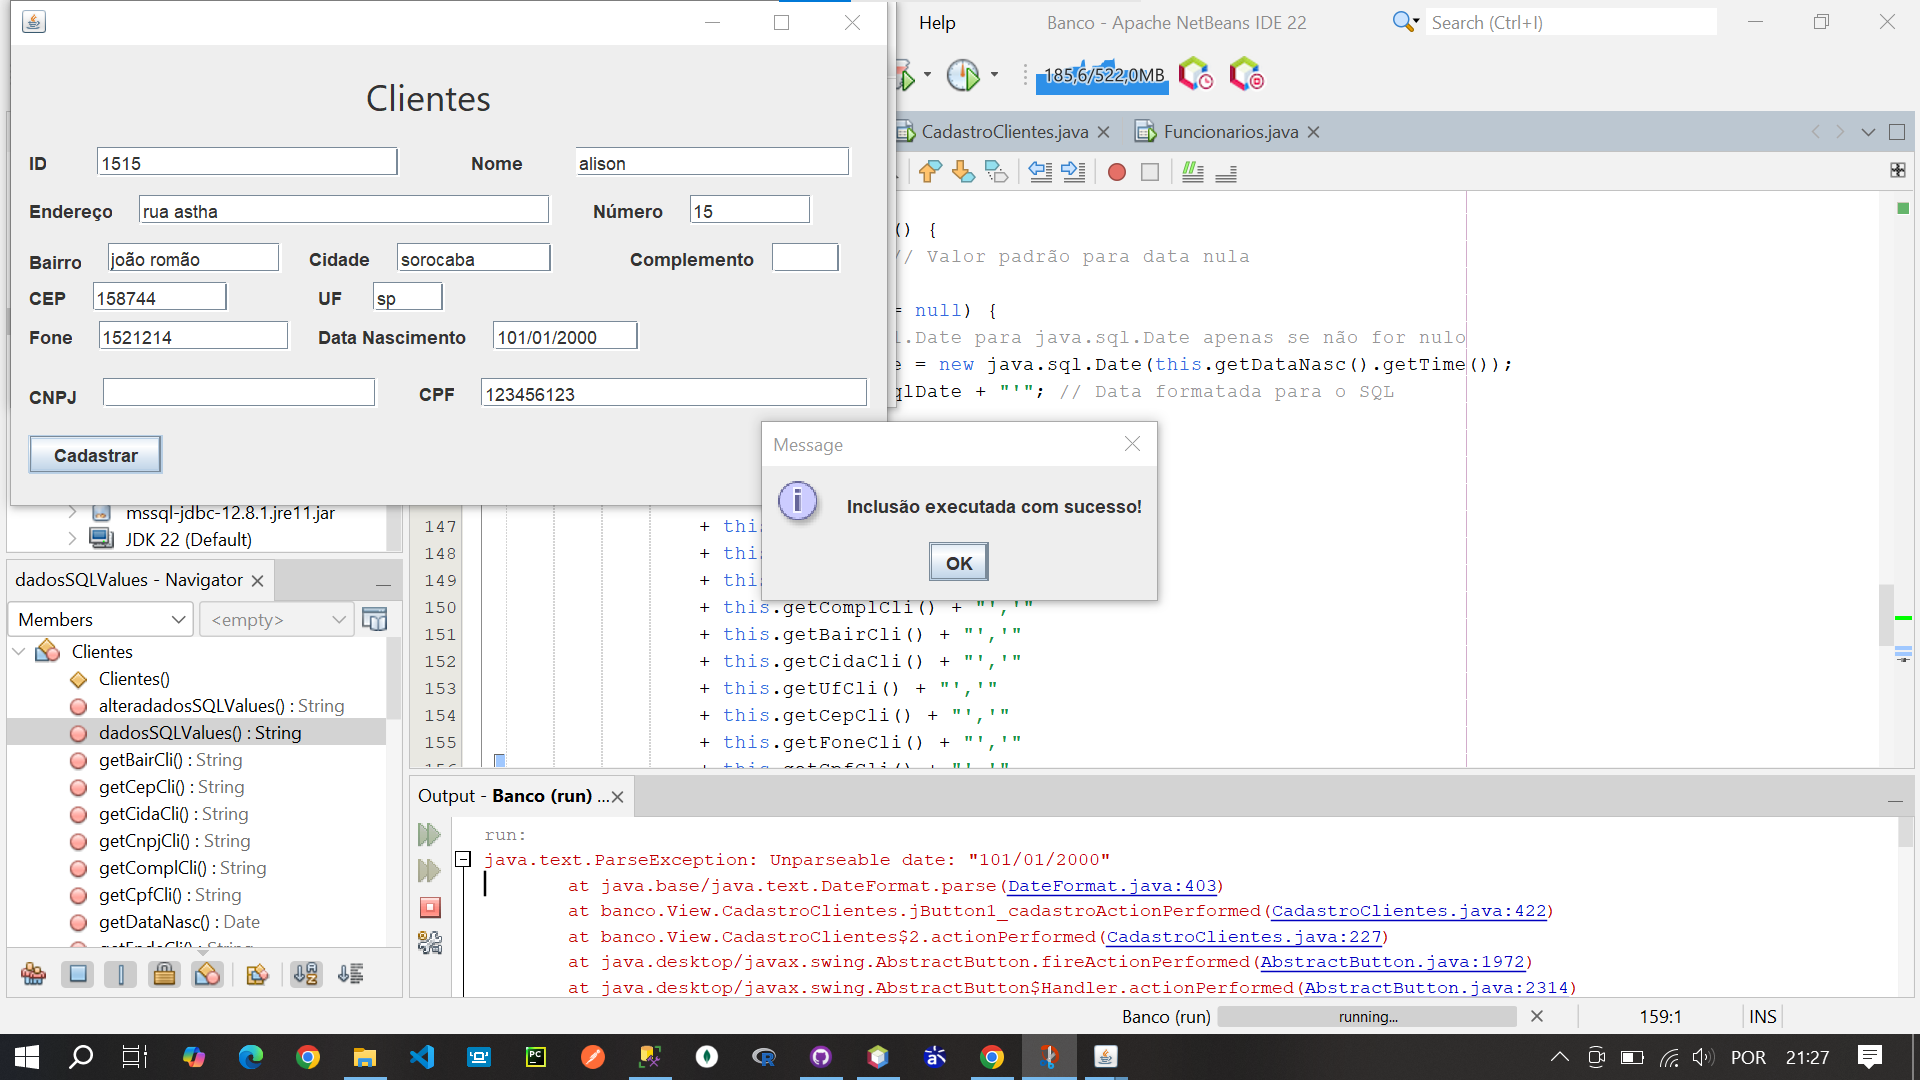 Help
Banco - Apache NetBeans IDE 22
Search (Ctrl+I)
185,6/522,0MB
Clientes
ID 1515 Nome alison
Endereço rua astha Número 15
Bairro joão romão Cidade sorocaba Complemento
CEP 158744 UF sp
Fone 1521214 Data Nascimento 101/01/2000
CNPJ CPF 123456123
Cadastrar
CadastroClientes.java
Funcionarios.java
() {
// Valor padrão para data nula
= null) {
l.Date para java.sql.Date apenas se não for nulo
e = new java.sql.Date(this.getDataNasc().getTime());
qlDate + "'"; // Data formatada para o SQL
Message
Inclusão executada com sucesso!
OK
mssql-jdbc-12.8.1.jre11.jar
JDK 22 (Default)
147 + thi
148 + thi
149 + thi
150 + this.getComplCli() + "','"
151 + this.getBairCli() + "','"
152 + this.getCidaCli() + "','"
153 + this.getUfCli() + "','"
154 + this.getCepCli() + "','"
155 + this.getFoneCli() + "','"
156 + this.getCpfCli() + "','"
dadosSQLValues - Navigator
Members <empty>
Clientes
Clientes()
alteradadosSQLValues() : String
dadosSQLValues() : String
getBairCli() : String
getCepCli() : String
getCidaCli() : String
getCnpjCli() : String
getComplCli() : String
getCpfCli() : String
getDataNasc() : Date
getEndeCli() : String
Output - Banco (run) ...
run:
java.text.ParseException: Unparseable date: "101/01/2000"
at java.base/java.text.DateFormat.parse(DateFormat.java:403)
at banco.View.CadastroClientes.jButton1_cadastroActionPerformed(CadastroClientes.java:422)
at banco.View.CadastroClientes$2.actionPerformed(CadastroClientes.java:227)
at java.desktop/javax.swing.AbstractButton.fireActionPerformed(AbstractButton.java:1972)
at java.desktop/javax.swing.AbstractButton$Handler.actionPerformed(AbstractButton.java:2314)
Banco (run) running... 159:1 INS
POR 21:27